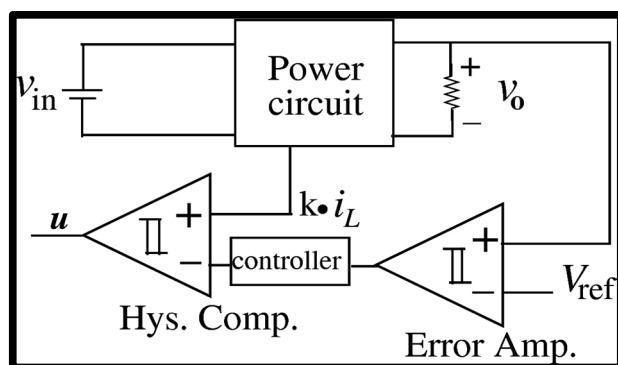 Power
circuit
v_in
+
v_o
−
u
+
k• i_L
−
controller
+
−
V_ref
Hys. Comp.
Error Amp.